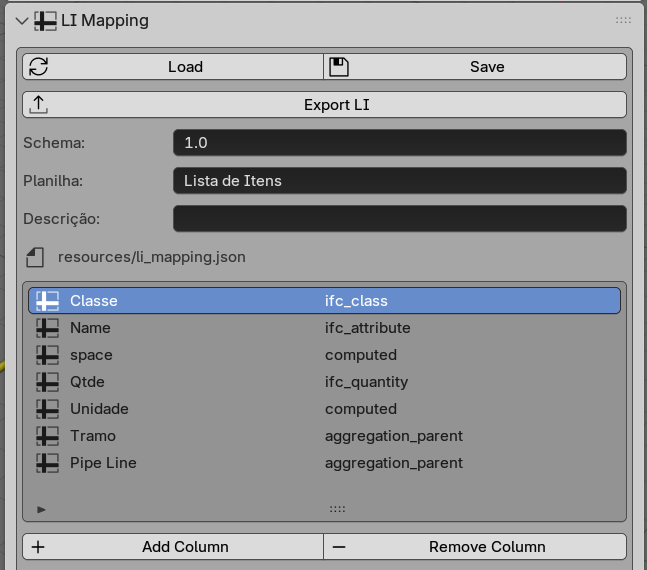 LI Mapping
Load Save
Export LI
Schema: 1.0
Planilha: Lista de Itens
Descrição:
resources/li_mapping.json
Classe ifc_class
Name ifc_attribute
space computed
Qtde ifc_quantity
Unidade computed
Tramo aggregation_parent
Pipe Line aggregation_parent
Add Column Remove Column